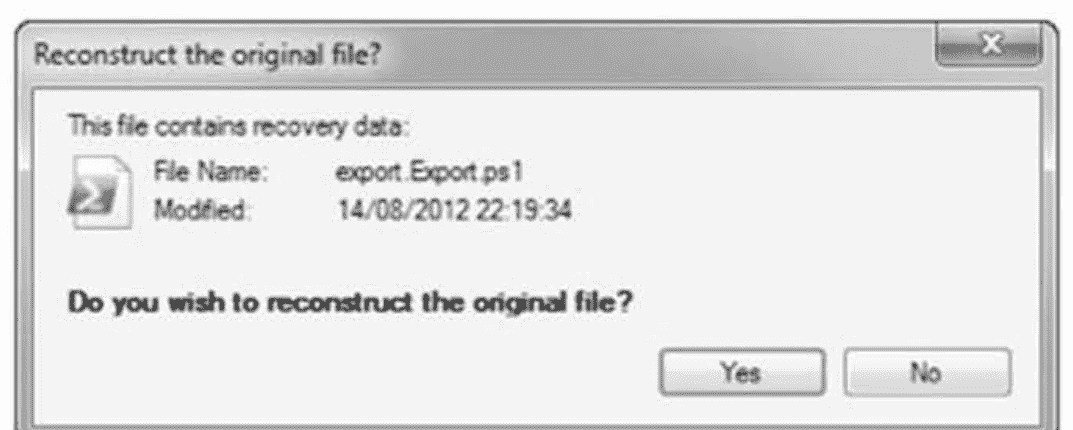 Reconstruct the original file?
This file contains recovery data:
File Name: export.Export.ps1
Modified: 14/08/2012 22:19:34
Do you wish to reconstruct the original file?
Yes No